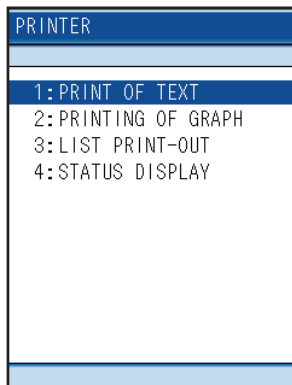 PRINTER
1:PRINT OF TEXT
2:PRINTING OF GRAPH
3:LIST PRINT-OUT
4:STATUS DISPLAY